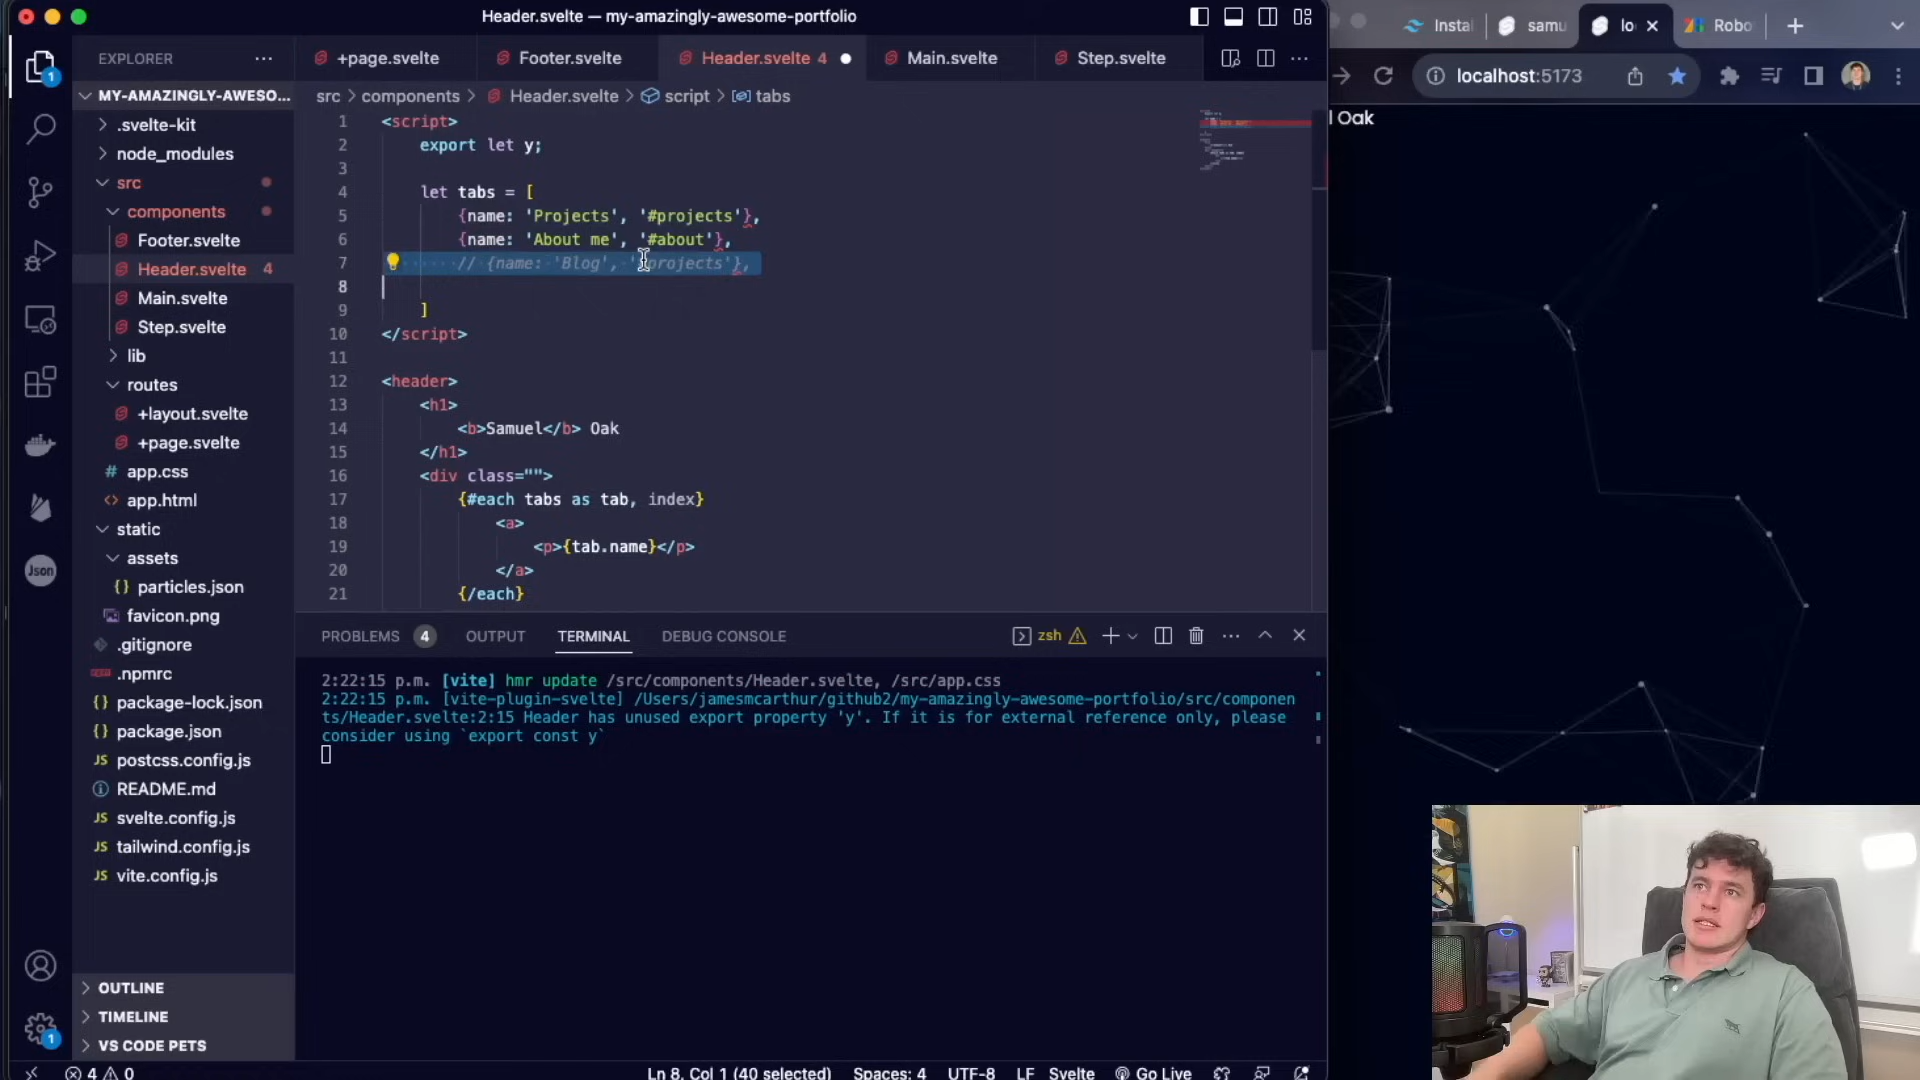 Header.svelte — my-amazingly-awesome-portfolio
EXPLORER
MY-AMAZINGLY-AWESO...
.svelte-kit
node_modules
src
components
Footer.svelte
Header.svelte 4
Main.svelte
Step.svelte
lib
routes
+layout.svelte
+page.svelte
app.css
app.html
static
assets
particles.json
favicon.png
.gitignore
.npmrc
package-lock.json
package.json
postcss.config.js
README.md
svelte.config.js
tailwind.config.js
vite.config.js
OUTLINE
TIMELINE
VS CODE PETS
1
Json
1
+page.svelte
Footer.svelte
Header.svelte 4
Main.svelte
Step.svelte
src > components > Header.svelte > script > tabs
1 <script>
2 export let y;
3
4 let tabs = [
5 {name: 'Projects', '#projects'},
6 {name: 'About me', '#about'},
7 // {name: 'Blog', '#projects'},
8
9 ]
10 </script>
11
12 <header>
13 <h1>
14 <b>Samuel</b> Oak
15 </h1>
16 <div class="">
17 {#each tabs as tab, index}
18 <a>
19 <p>{tab.name}</p>
20 </a>
21 {/each}
PROBLEMS 4 OUTPUT TERMINAL DEBUG CONSOLE
zsh
2:22:15 p.m. [vite] hmr update /src/components/Header.svelte, /src/app.css
2:22:15 p.m. [vite-plugin-svelte] /Users/jamesmcarthur/github2/my-amazingly-awesome-portfolio/src/componen
ts/Header.svelte:2:15 Header has unused export property 'y'. If it is for external reference only, please
consider using `export const y`
4 0
Ln 8, Col 1 (40 selected) Spaces: 4 UTF-8 LF Svelte Go Live
Instal
samu
lo
Robo
localhost:5173
l Oak